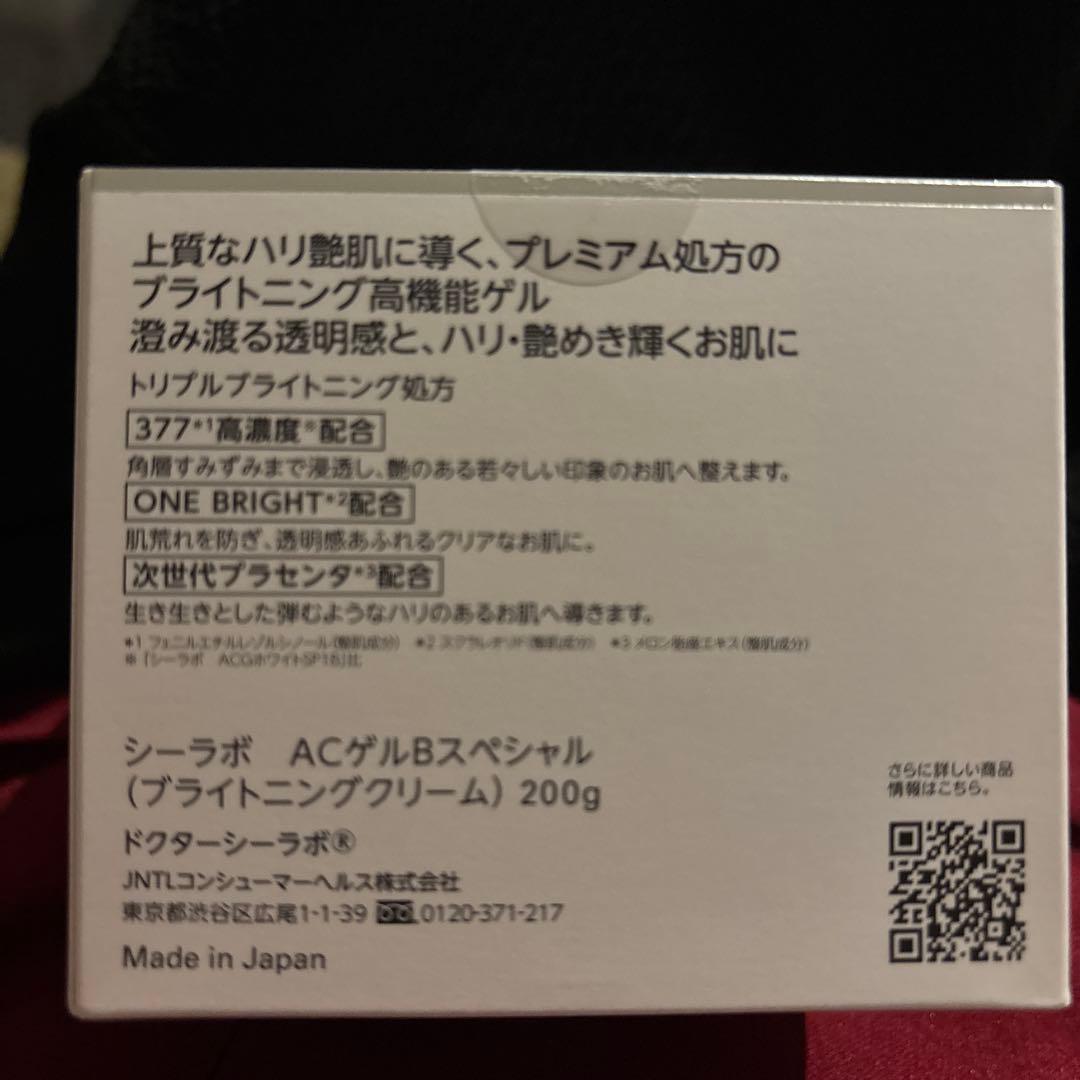 上質なハリ艶肌に導く、プレミアム処方の
ブライトニング高機能ゲル
澄み渡る透明感と、ハリ・艶めき輝くお肌に
トリプルブライトニング処方
377*1高濃度※配合
角層すみずみまで浸透し、艶のある若々しい印象のお肌へ整えます。
ONE BRIGHT*2配合
肌荒れを防ぎ、透明感あふれるクリアなお肌に。
次世代プラセンタ*3配合
生き生きとした弾むようなハリのあるお肌へ導きます。
*1 フェニルエチルレゾルシノール(整肌成分) *2 スクラレオリド(整肌成分) *3 メロン胎座エキス(整肌成分)
※「シーラボ ACGホワイトSP18」比
シーラボ ACゲルBスペシャル
(ブライトニングクリーム) 200g
さらに詳しい商品
情報はこちら。
ドクターシーラボ®
JNTLコンシューマーヘルス株式会社
東京都渋谷区広尾1-1-39 0120-371-217
Made in Japan